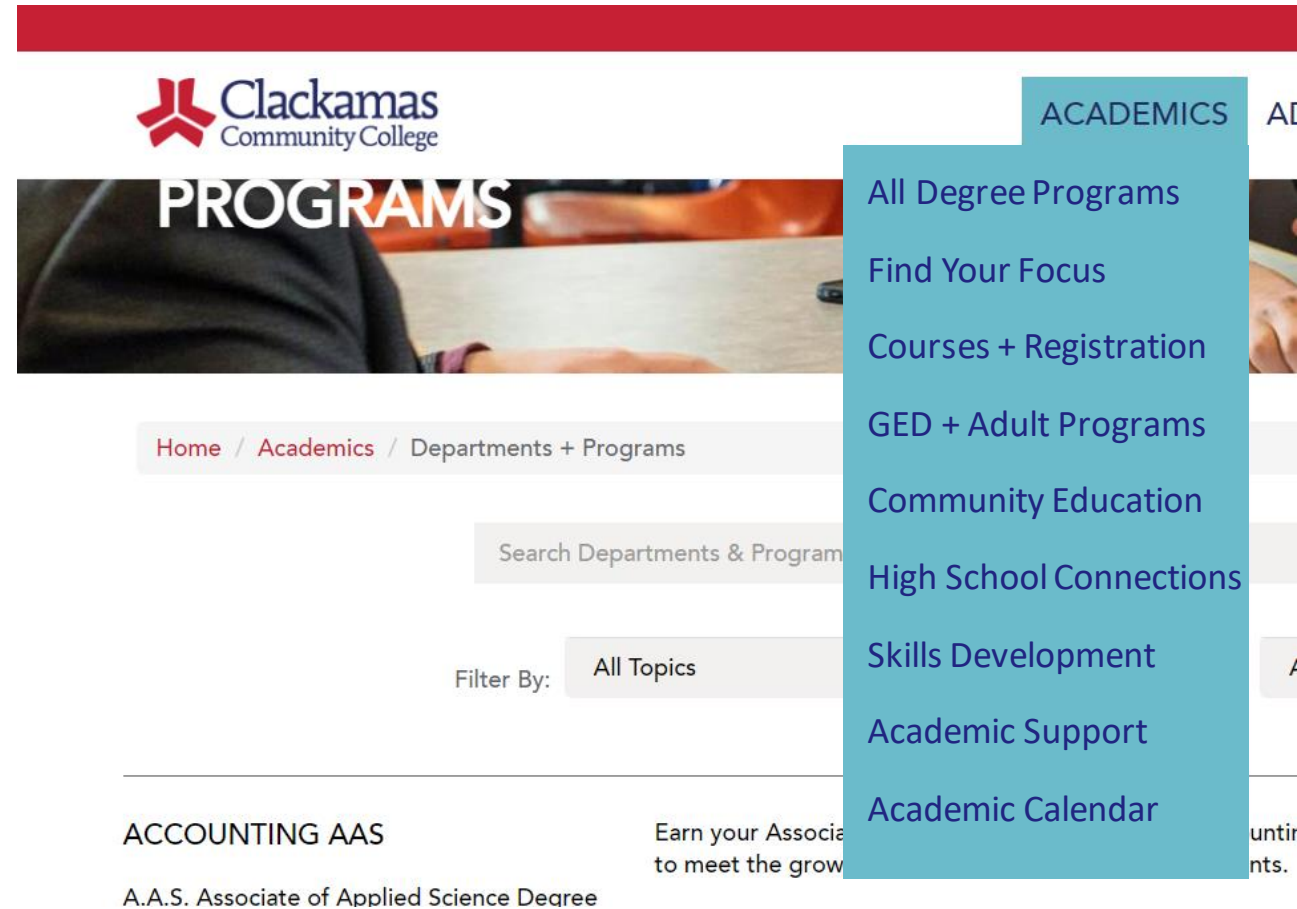 Clackamas
Community College
ACADEMICS
PROGRAMS
All Degree Programs
Find Your Focus
Courses + Registration
GED + Adult Programs
Community Education
High School Connections
Skills Development
Academic Support
Academic Calendar
Home / Academics / Departments + Programs
Search Departments & Program
Filter By:
All Topics
ACCOUNTING AAS
A.A.S. Associate of Applied Science Degree
Earn your Associa
to meet the grow
nts.